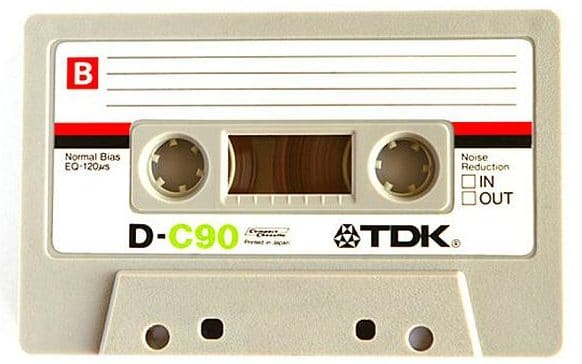 B
Normal Bias
EQ-120µs
Noise
Reduction
IN
OUT
D-C90
Compact
Cassette
Printed in Japan
TDK®